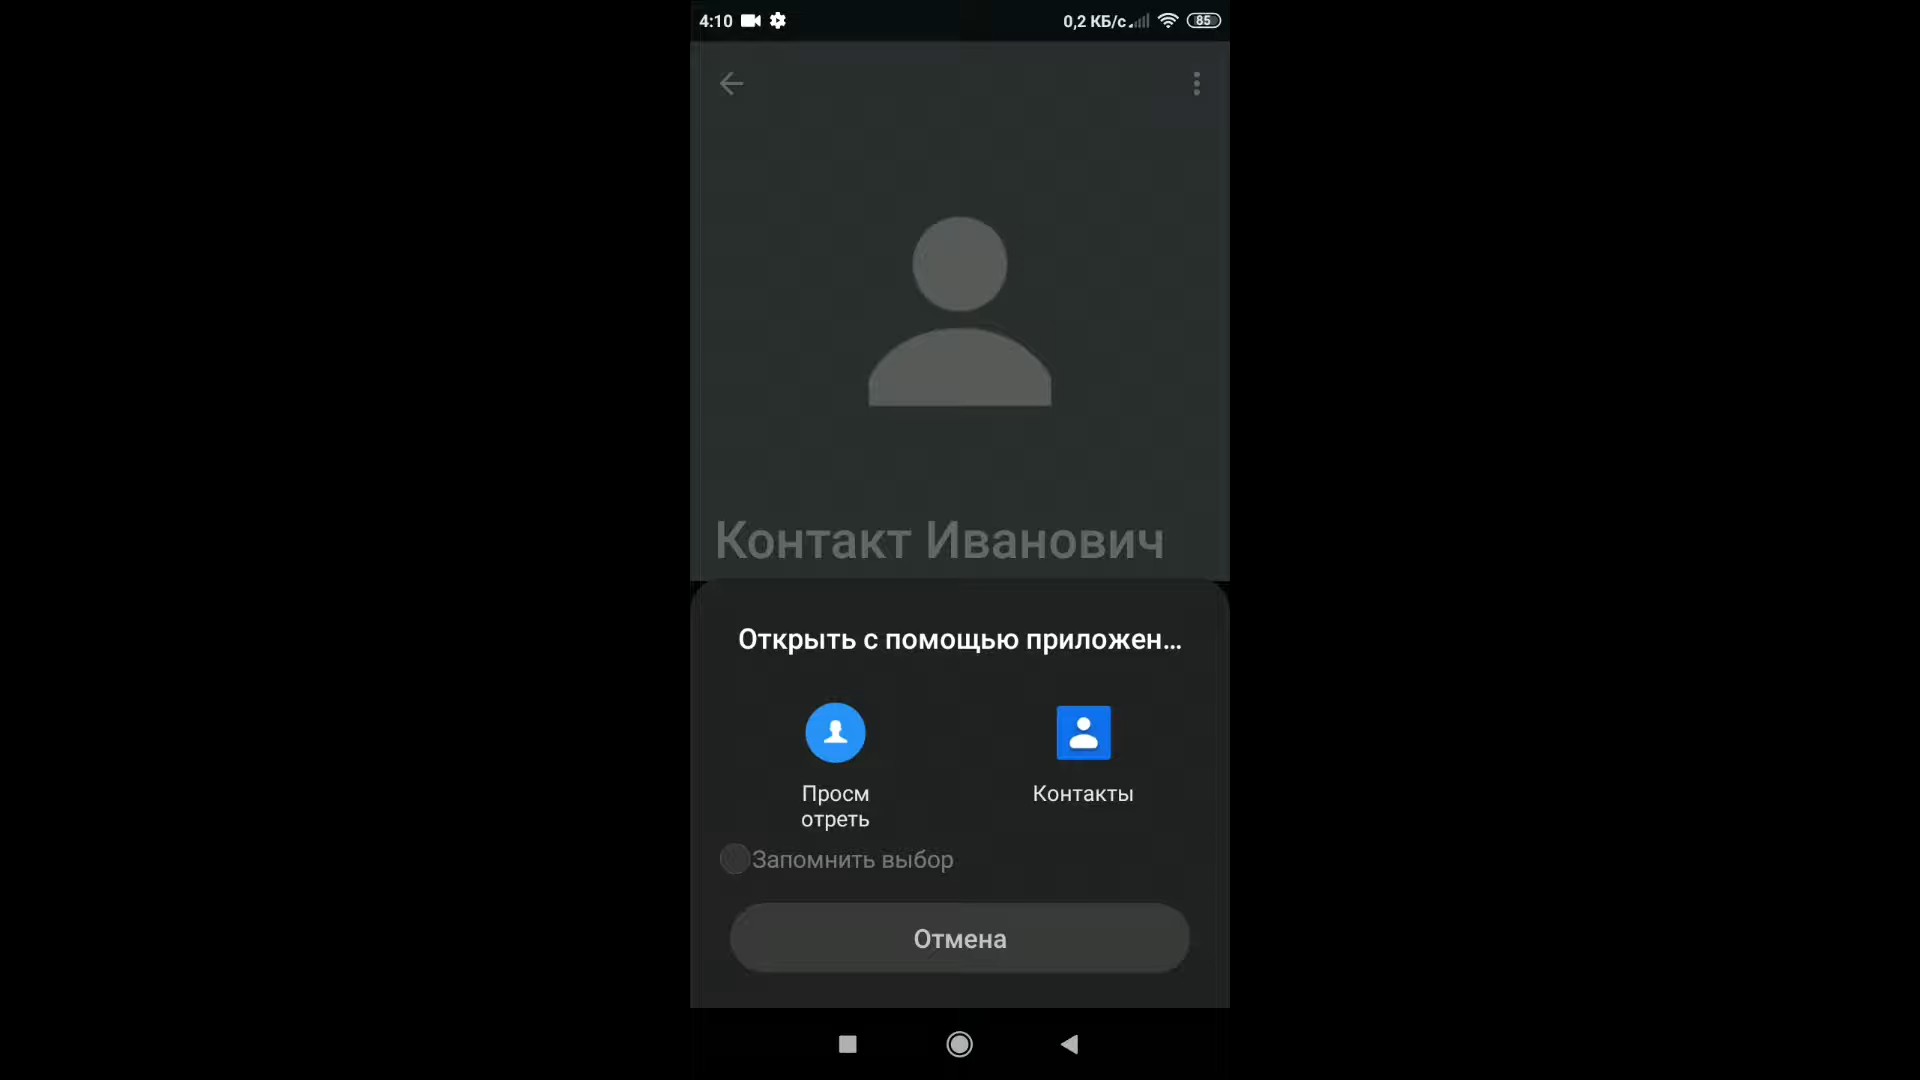 4:10 0,2 КБ/с 85
Контакт Иванович
Открыть с помощью приложен...
Просм
отреть
Контакты
Запомнить выбор
Отмена